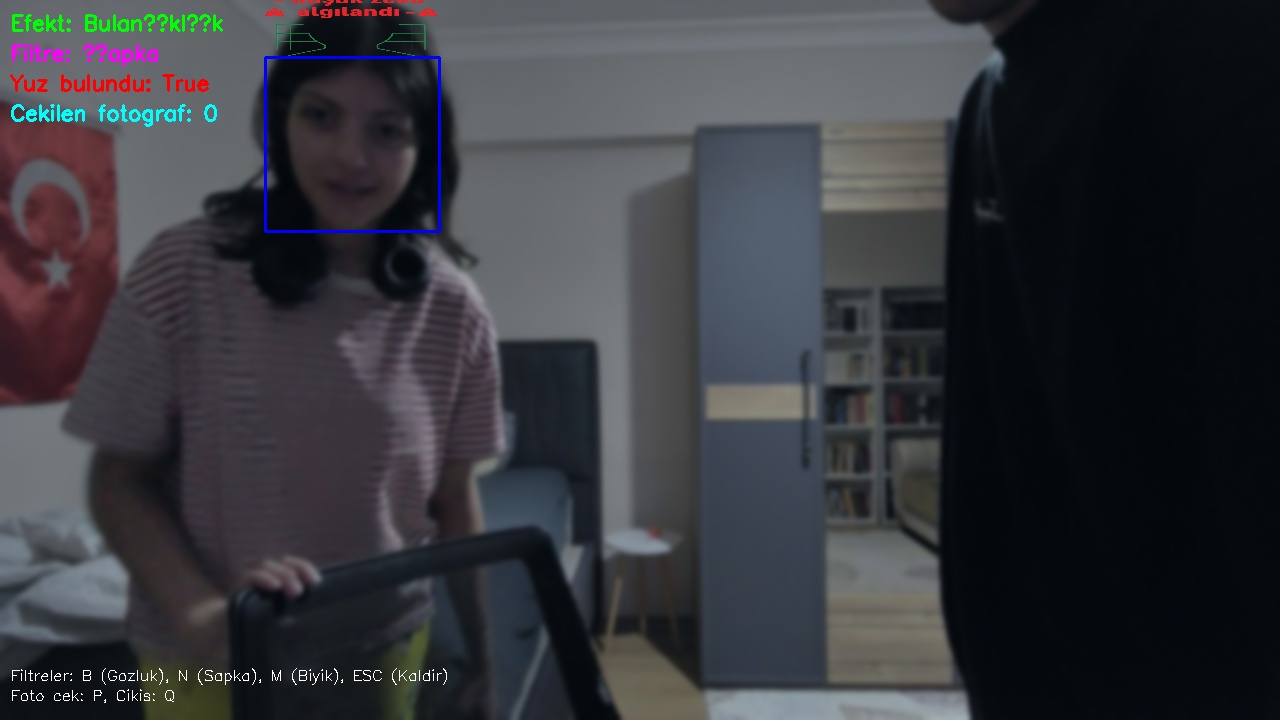 Efekt: Bulan??kl??k
Filtre: ??apka
Yuz bulundu: True
Cekilen fotograf: 0
algılandı -
Filtreler: B (Gozluk), N (Sapka), M (Biyik), ESC (Kaldir)
Foto cek: P, Cikis: Q